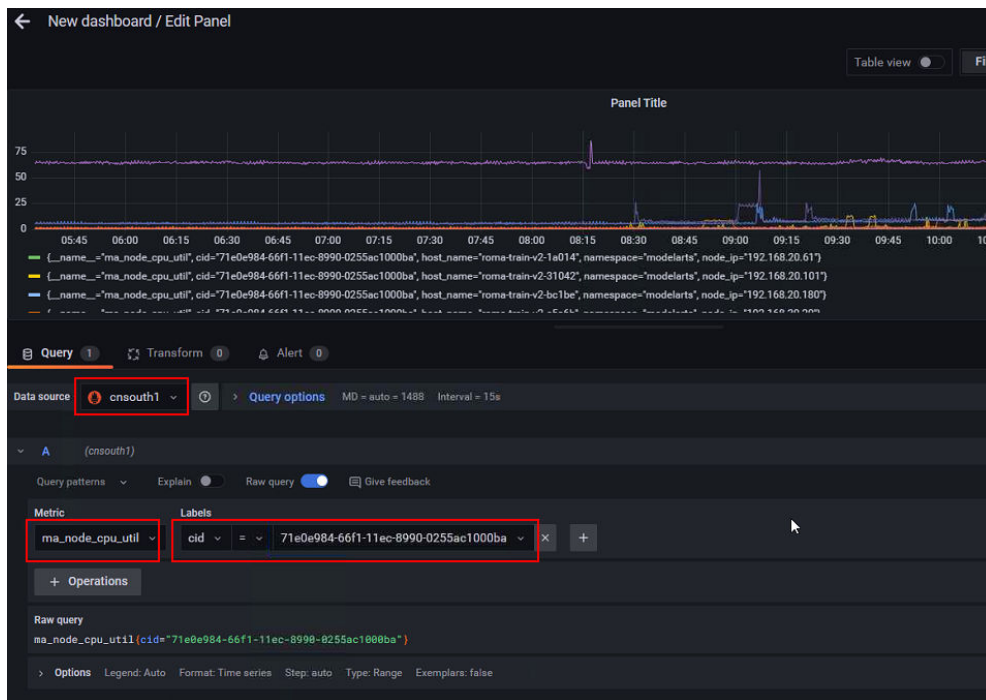 New dashboard / Edit Panel
Table view
Fi
Panel Title
75
50
25
0
05:45 06:00 06:15 06:30 06:45 07:00 07:15 07:30 07:45 08:00 08:15 08:30 08:45 09:00 09:15 09:30 09:45 10:00 10
{__name__="ma_node_cpu_util", cid="71e0e984-66f1-11ec-8990-0255ac1000ba", host_name="roma-train-v2-1a014", namespace="modelarts", node_ip="192.168.20.61"}
{__name__="ma_node_cpu_util", cid="71e0e984-66f1-11ec-8990-0255ac1000ba", host_name="roma-train-v2-31042", namespace="modelarts", node_ip="192.168.20.101"}
{__name__="ma_node_cpu_util", cid="71e0e984-66f1-11ec-8990-0255ac1000ba", host_name="roma-train-v2-bc1be", namespace="modelarts", node_ip="192.168.20.180"}
Query 1 Transform 0 Alert 0
Data source cnsouth1 Query options MD = auto = 1488 Interval = 15s
A (cnsouth1)
Query patterns Explain Raw query Give feedback
Metric Labels
ma_node_cpu_util cid = 71e0e984-66f1-11ec-8990-0255ac1000ba × +
+ Operations
Raw query
ma_node_cpu_util{cid="71e0e984-66f1-11ec-8990-0255ac1000ba"}
Options Legend: Auto Format: Time series Step: auto Type: Range Exemplars: false